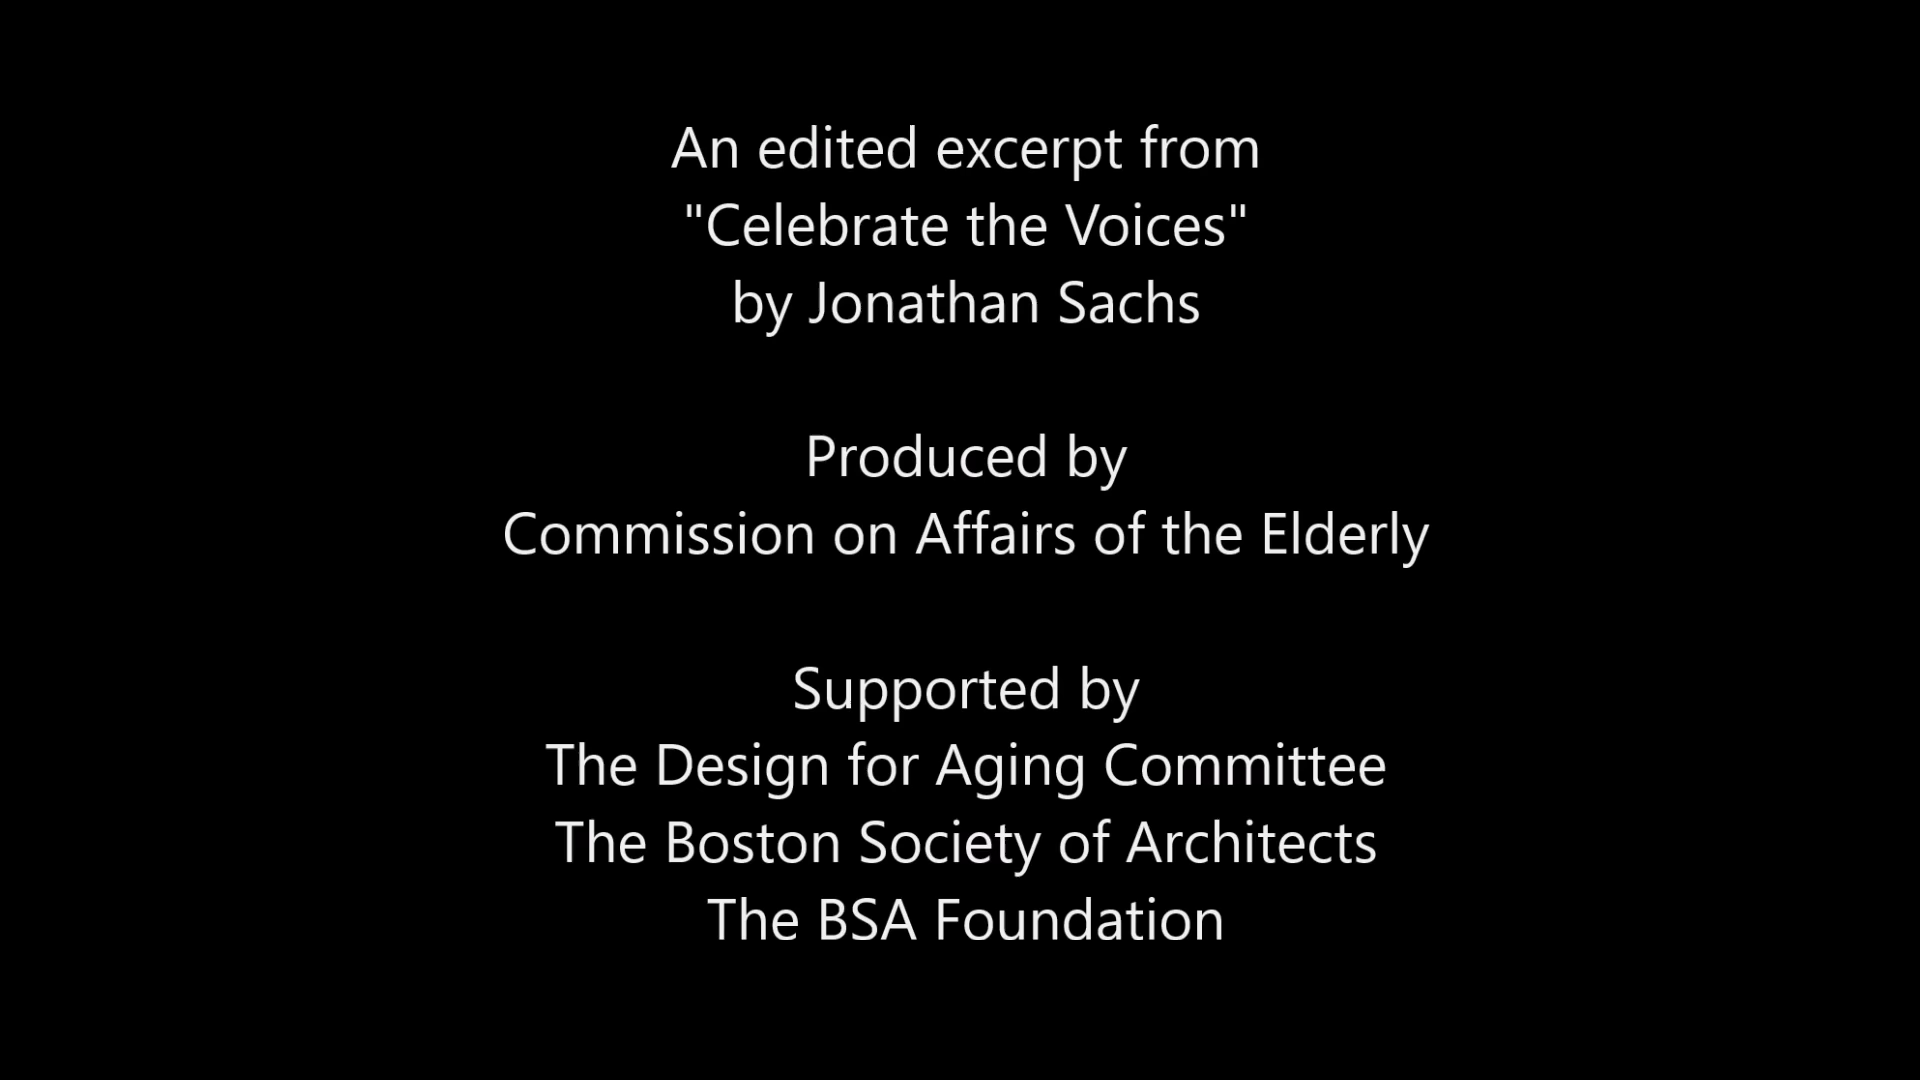 An edited excerpt from
"Celebrate the Voices"
by Jonathan Sachs
Produced by
Commission on Affairs of the Elderly
Supported by
The Design for Aging Committee
The Boston Society of Architects
The BSA Foundation